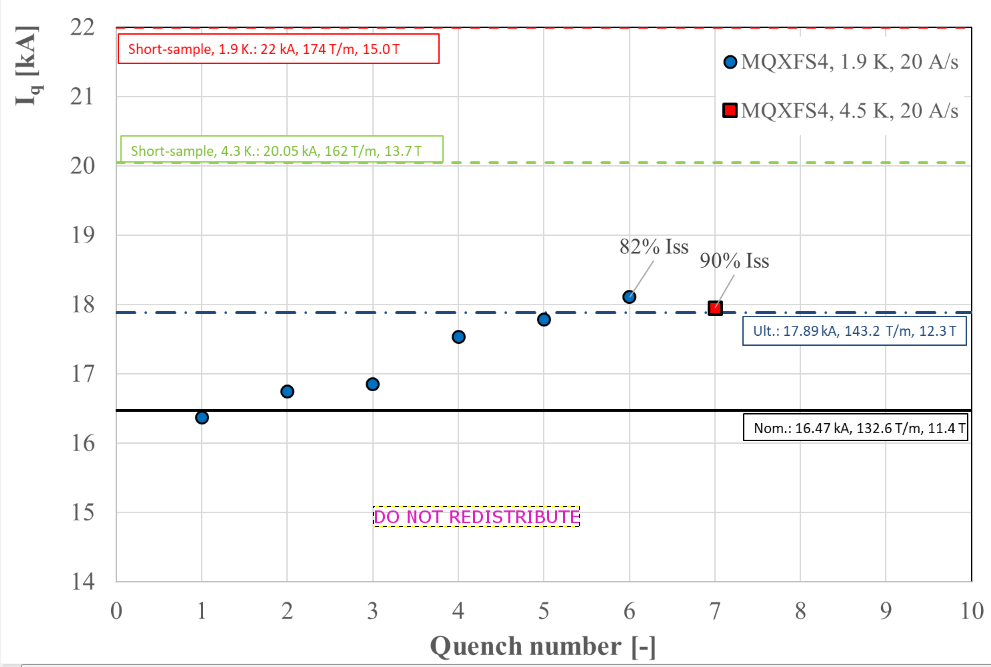 22
Short-sample, 1.9 K.: 22 kA, 174 T/m, 15.0 T
MQXFS4, 1.9 K, 20 A/s
Iq [kA]
21
MQXFS4, 4.5 K, 20 A/s
Short-sample, 4.3 K.: 20.05 kA, 162 T/m, 13.7 T
20
19
82% Iss
90% Iss
18
Ult.: 17.89 kA, 143.2 T/m, 12.3 T
17
Nom.: 16.47 kA, 132.6 T/m, 11.4 T
16
15
DO NOT REDISTRIBUTE
14
0 1 2 3 4 5 6 7 8 9 10
Quench number [-]